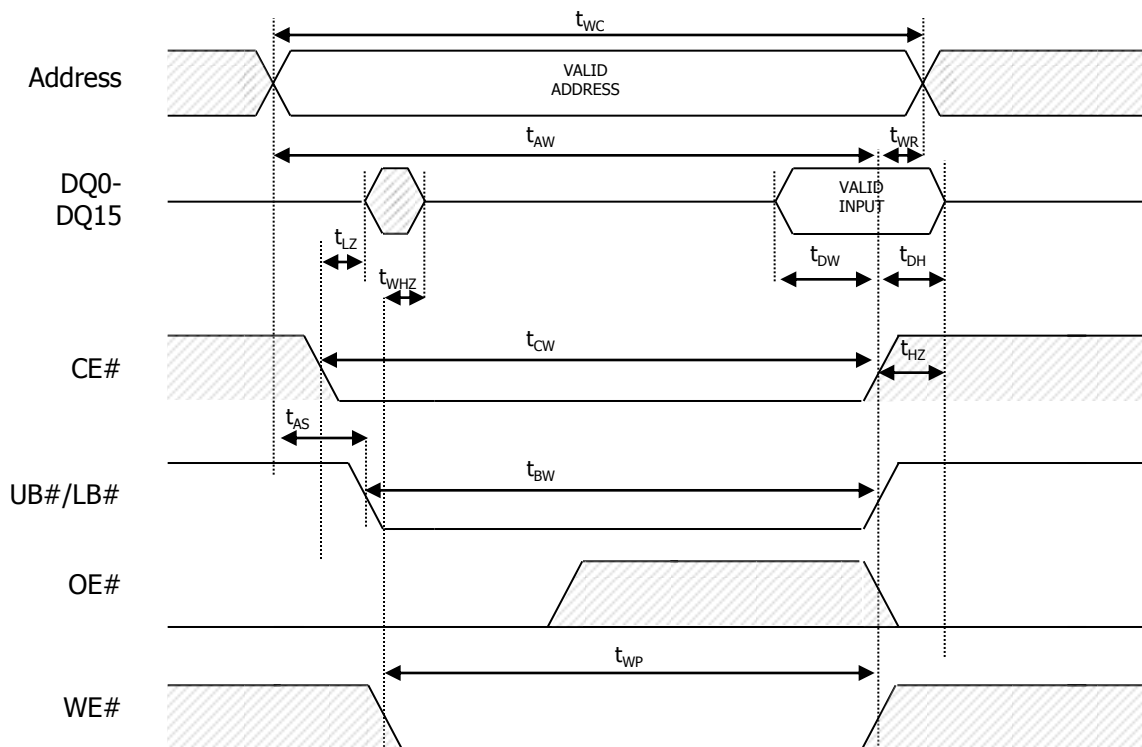 tWC
Address
VALID
ADDRESS
tAW
tWR
DQ0-
DQ15
VALID
INPUT
tLZ
tWHZ
tDW
tDH
CE#
tCW
tHZ
tAS
UB#/LB#
tBW
OE#
tWP
WE#